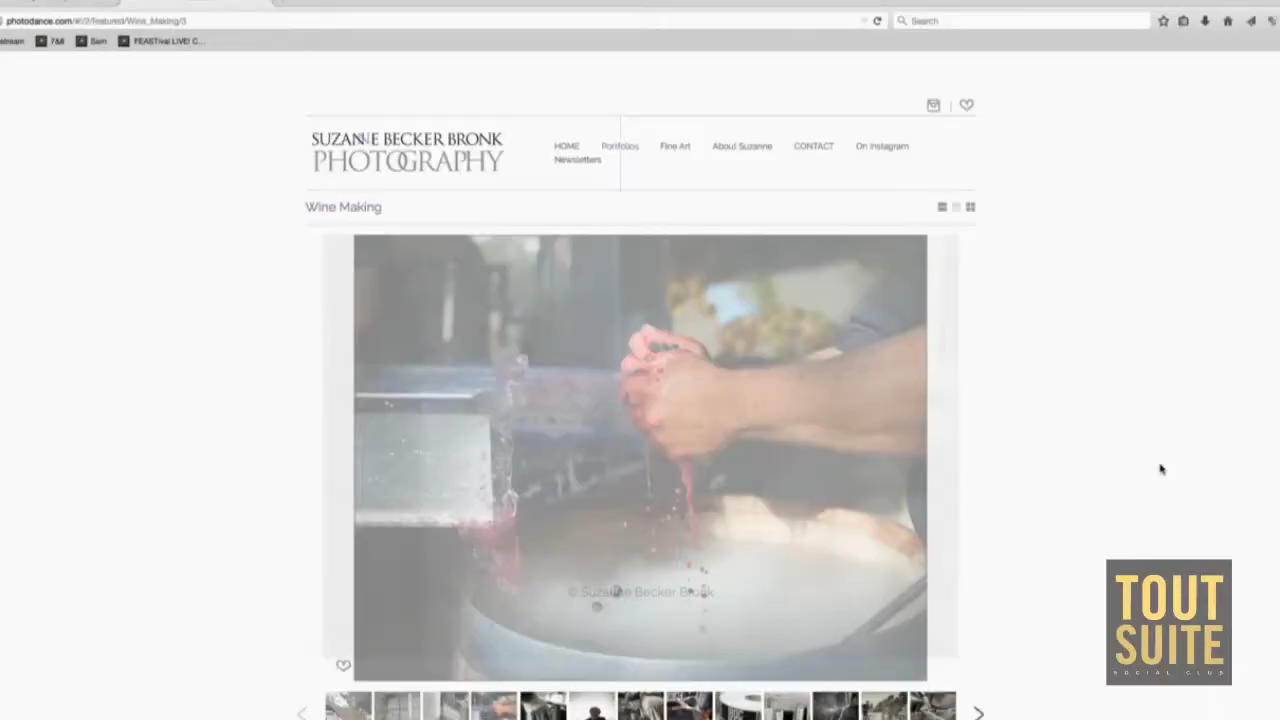 photodance.com/#!/2/featured/Wine_Making/3
Search
stream
7&8
Sam
FEASTival LIVE! C...
SUZANNE BECKER BRONK
PHOTOGRAPHY
HOME
Portfolios
Fine Art
About Suzanne
CONTACT
On Instagram
Newsletters
Wine Making
© Suzanne Becker Bronk
TOUT
SUITE
SOCIAL CLUB